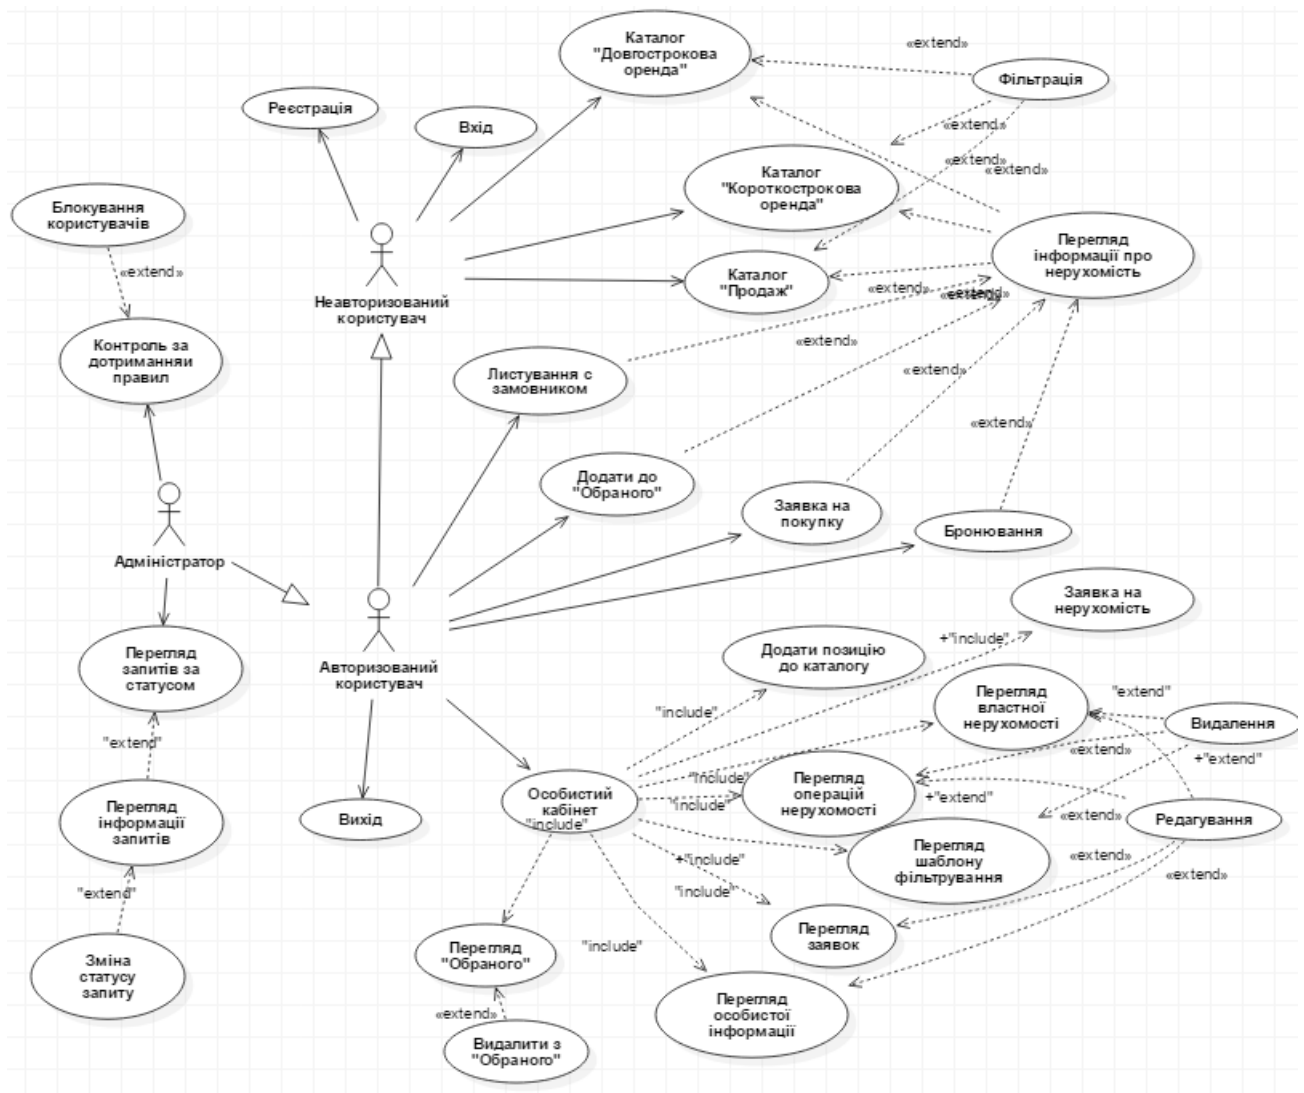 Каталог
"Довгострокова
оренда"
«extend»
Фільтрація
Реєстрація
Вхід
«extend»
«extend»
«extend»
Каталог
"Короткострокова
оренда"
Блокування
користувачів
«extend»
Перегляд
інформації про
нерухомість
Каталог
"Продаж"
«extend»
«extend»
«extend»
Неавторизований
користувач
Контроль за
дотриманняи
правил
«extend»
Листування с
замовником
«extend»
«extend»
Додати до
"Обраного"
Заявка на
покупку
Бронювання
Адміністратор
Заявка на
нерухомість
+"include"
Перегляд
запитів за
статусом
Авторизований
користувач
Додати позицію
до каталогу
Перегляд
властної
нерухомості
"extend"
"include"
Видалення
"extend"
«extend»
+"extend"
Особистий
кабінет
"include"
"include"
"include"
Перегляд
операцій
нерухомості
+"extend"
Перегляд
інформації
запитів
Вихід
«extend»
Редагування
Перегляд
шаблону
фільтрування
+"include"
«extend»
«extend»
"extend"
"include"
Перегляд
заявок
Перегляд
"Обраного"
"include"
Зміна
статусу
запиту
Перегляд
особистої
інформації
«extend»
Видалити з
"Обраного"